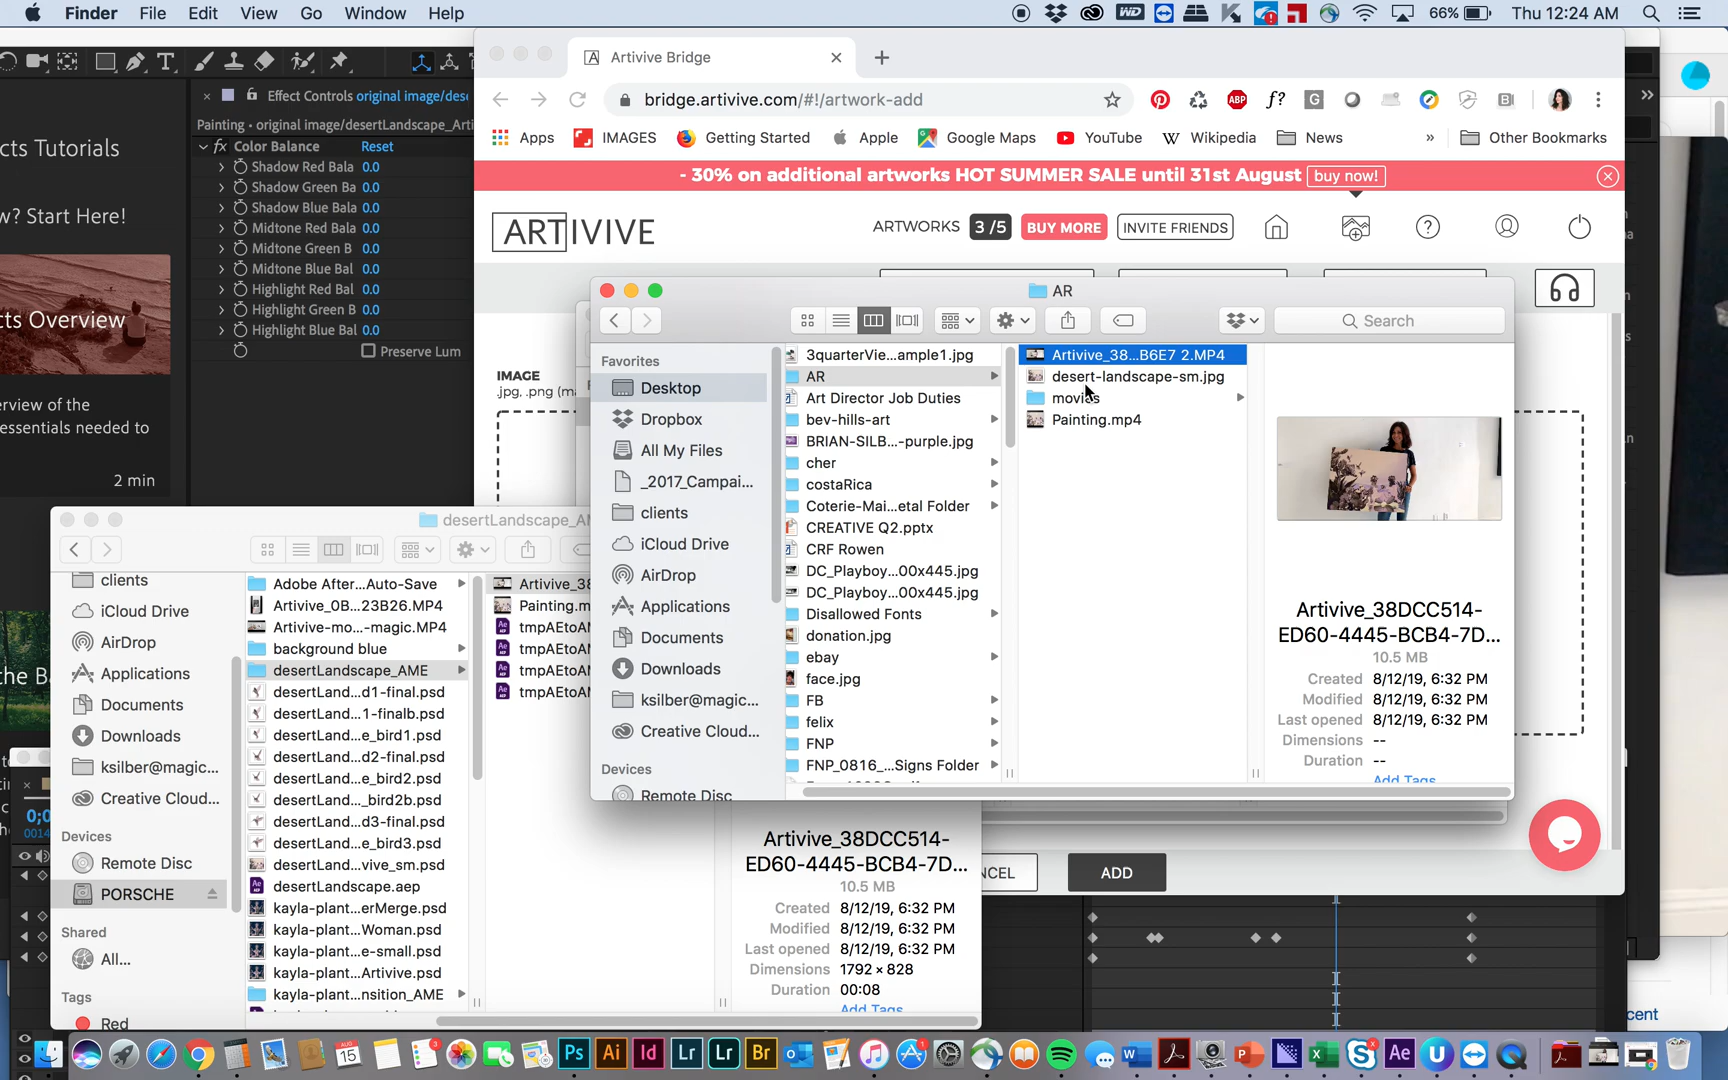 Finder File Edit View Go Window Help
66% Thu 12:24 AM
Artivive Bridge
bridge.artivive.com/#!/artwork-add
Apps IMAGES Getting Started Apple Google Maps YouTube Wikipedia News » Other Bookmarks
- 30% on additional artworks HOT SUMMER SALE until 31st August buy now!
ARTIVIVE
ARTWORKS 3 /5 BUY MORE INVITE FRIENDS
IMAGE
.jpg, .png (ma
NCEL ADD
Effect Controls original image/des
Painting • original image/desertLandscape_Arti
fx Color Balance Reset
Shadow Red Bala 0.0
Shadow Green Ba 0.0
Shadow Blue Bala 0.0
Midtone Red Bala 0.0
Midtone Green B 0.0
Midtone Blue Bal 0.0
Highlight Red Bal 0.0
Highlight Green B 0.0
Highlight Blue Bal 0.0
Preserve Lum
cts Tutorials
w? Start Here!
cts Overview
erview of the
essentials needed to
2 min
the Ba
AR
Search
Favorites
Desktop
Dropbox
All My Files
_2017_Campai...
clients
iCloud Drive
AirDrop
Applications
Documents
Downloads
ksilber@magic...
Creative Cloud...
Devices
Remote Disc
3quarterVie...ample1.jpg
AR
Art Director Job Duties
bev-hills-art
BRIAN-SILB...-purple.jpg
cher
costaRica
Coterie-Mai...etal Folder
CREATIVE Q2.pptx
CRF Rowen
DC_Playboy...00x445.jpg
DC_Playboy...00x445.jpg
Disallowed Fonts
donation.jpg
ebay
face.jpg
FB
felix
FNP
FNP_0816_...Signs Folder
Artivive_38...B6E7 2.MP4
desert-landscape-sm.jpg
movies
Painting.mp4
Artivive_38DCC514-
ED60-4445-BCB4-7D...
10.5 MB
Created 8/12/19, 6:32 PM
Modified 8/12/19, 6:32 PM
Last opened 8/12/19, 6:32 PM
Dimensions --
Duration --
Add Tags
desertLandscape_AM
clients
iCloud Drive
AirDrop
Applications
Documents
Downloads
ksilber@magic...
Creative Cloud...
Devices
Remote Disc
PORSCHE
Shared
All...
Tags
Red
Adobe After...Auto-Save
Artivive_0B...23B26.MP4
Artivive-mo...-magic.MP4
background blue
desertLandscape_AME
desertLand...d1-final.psd
desertLand...1-finalb.psd
desertLand...e_bird1.psd
desertLand...d2-final.psd
desertLand...e_bird2.psd
desertLand..._bird2b.psd
desertLand...d3-final.psd
desertLand...e_bird3.psd
desertLand...vive_sm.psd
desertLandscape.aep
kayla-plant...erMerge.psd
kayla-plant...Woman.psd
kayla-plant...e-small.psd
kayla-plant...Artivive.psd
kayla-plant...nsition_AME
Artivive_3
Painting.m
tmpAEtoAM
tmpAEtoAM
tmpAEtoAM
tmpAEtoAM
Artivive_38DCC514-
ED60-4445-BCB4-7D...
10.5 MB
Created 8/12/19, 6:32 PM
Modified 8/12/19, 6:32 PM
Last opened 8/12/19, 6:32 PM
Dimensions 1792 × 828
Duration 00:08
Add Tags
cent
Ps Ai Id Lr Lr Br Ae